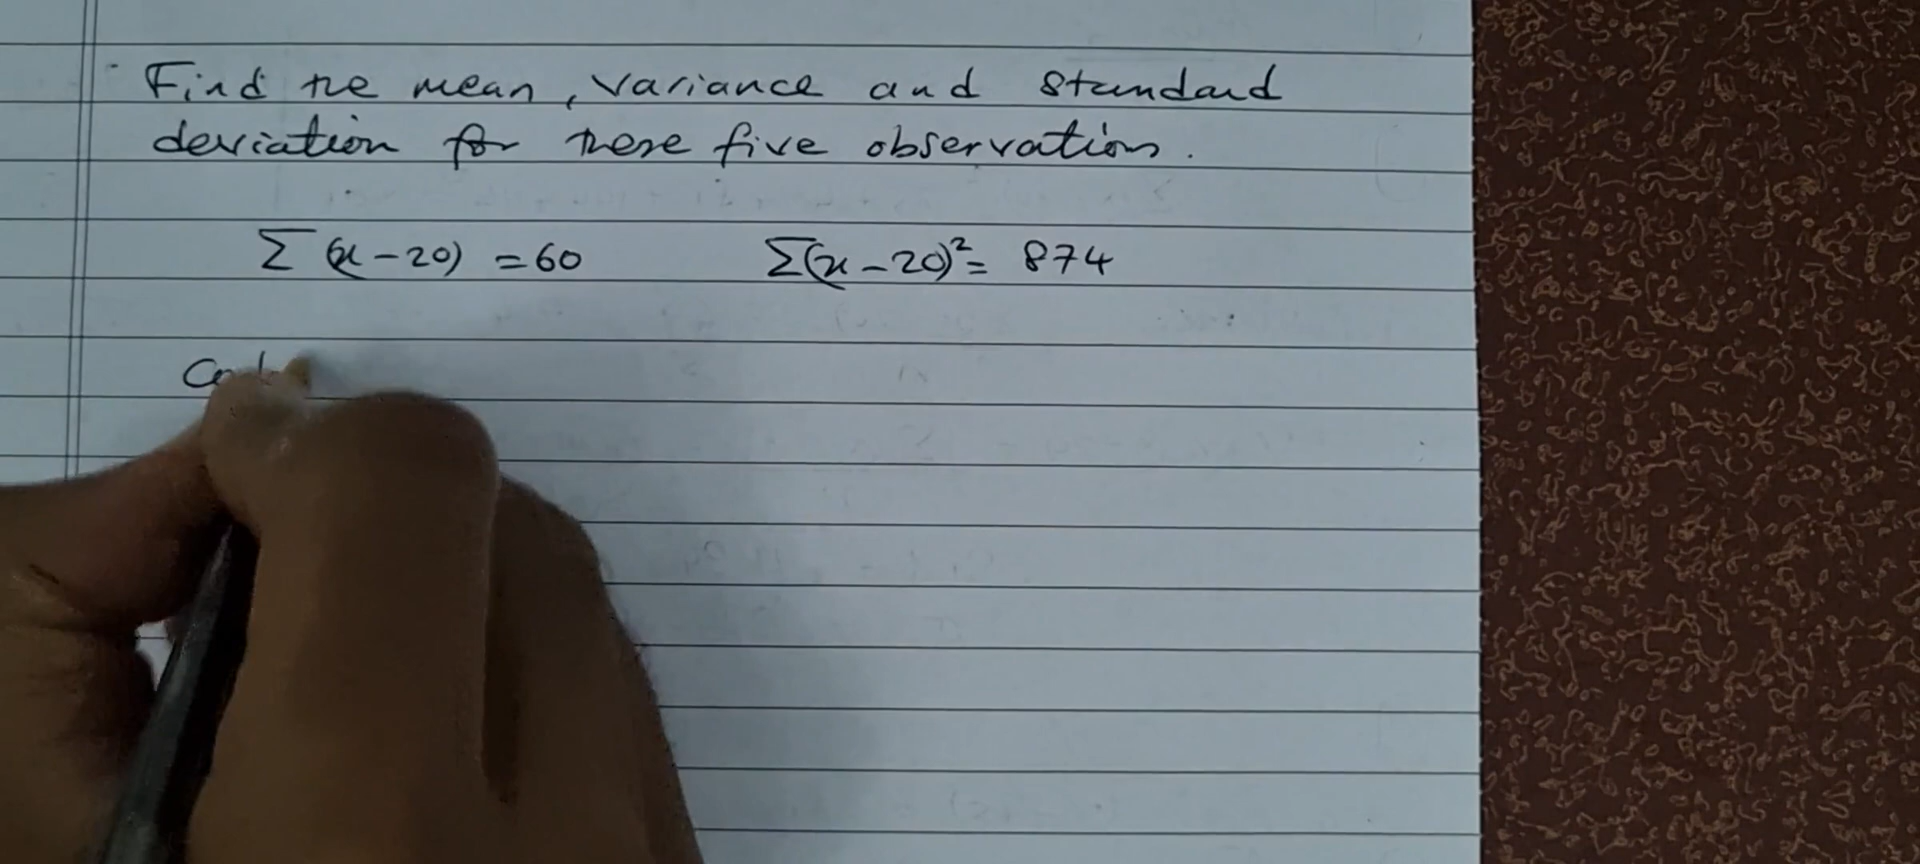 Find the mean, variance and standard
deviation for these five observations.
Σ(x-20) = 60 Σ(x-20)² = 874